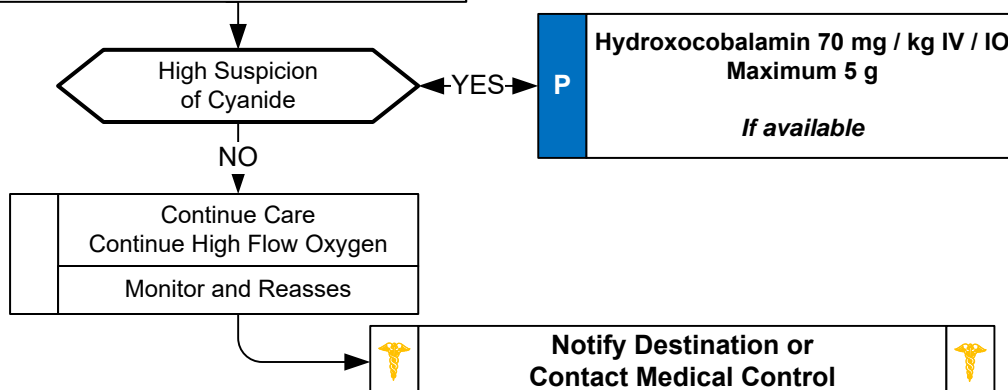 High Suspicion
of Cyanide
YES
P
Hydroxocobalamin 70 mg / kg IV / IO
Maximum 5 g
If available
NO
Continue Care
Continue High Flow Oxygen
Monitor and Reasses
Notify Destination or
Contact Medical Control